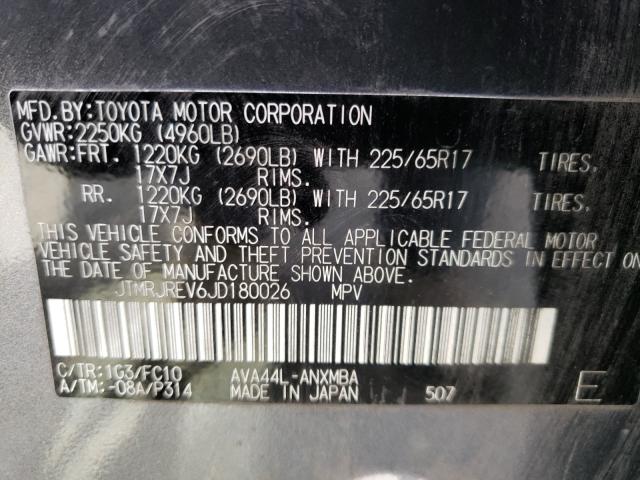 MFD.BY:TOYOTA MOTOR CORPORATION
GVWR:2250KG (4960LB)
GAWR:FRT. 1220KG (2690LB) WITH 225/65R17 TIRES,
17X7J RIMS.
RR. 1220KG (2690LB) WITH 225/65R17 TIRES,
17X7J RIMS.
THIS VEHICLE CONFORMS TO ALL APPLICABLE FEDERAL MOTOR
VEHICLE SAFETY AND THEFT PREVENTION STANDARDS IN EFFECT ON
THE DATE OF MANUFACTURE SHOWN ABOVE.
JTMRJREV6JD180026 MPV
C/TR:1G3/FC10 AVA44L-ANXMBA
A/TM:-08A/P314 MADE IN JAPAN 507 E